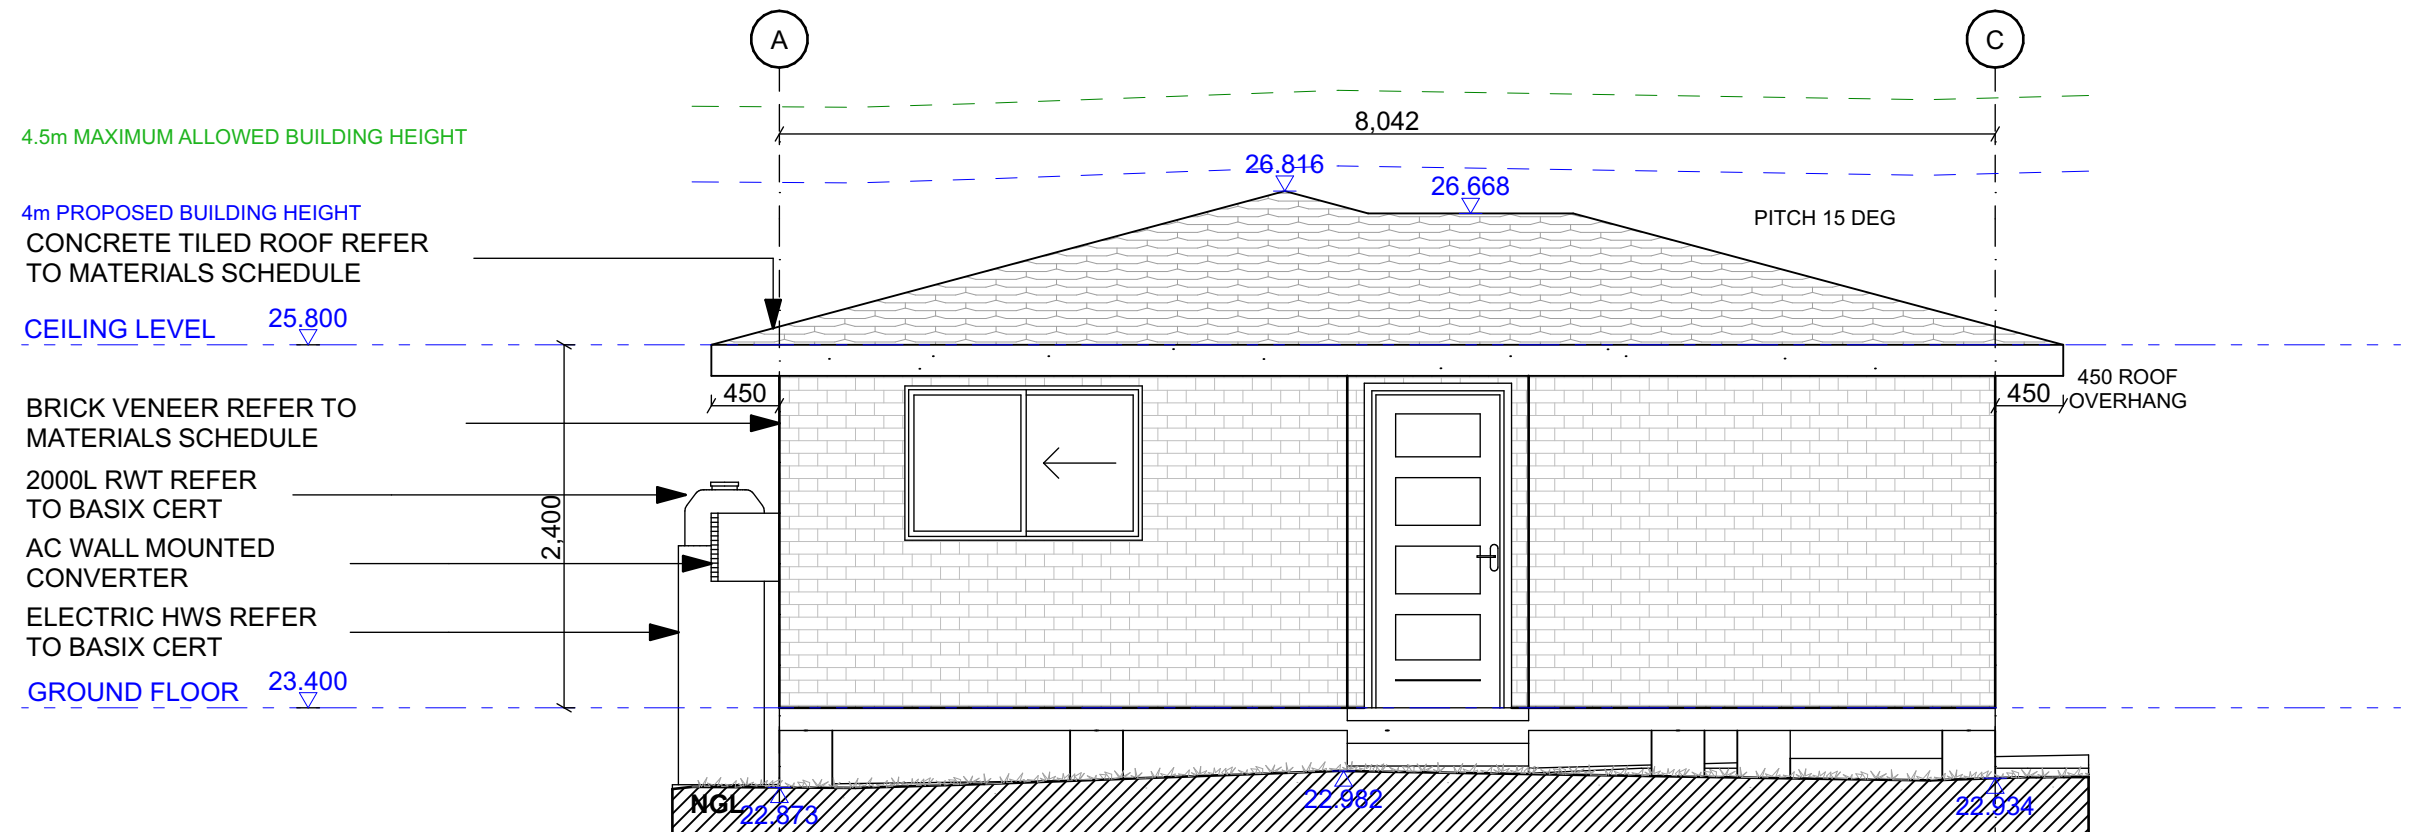 A
C
4.5m MAXIMUM ALLOWED BUILDING HEIGHT
8,042
26.816
26.668
4m PROPOSED BUILDING HEIGHT
PITCH 15 DEG
CONCRETE TILED ROOF REFER
TO MATERIALS SCHEDULE
CEILING LEVEL 25.800
450
450
450 ROOF
OVERHANG
BRICK VENEER REFER TO
MATERIALS SCHEDULE
2000L RWT REFER
TO BASIX CERT
2,400
AC WALL MOUNTED
CONVERTER
ELECTRIC HWS REFER
TO BASIX CERT
GROUND FLOOR 23.400
NGL
22.873
22.982
22.934